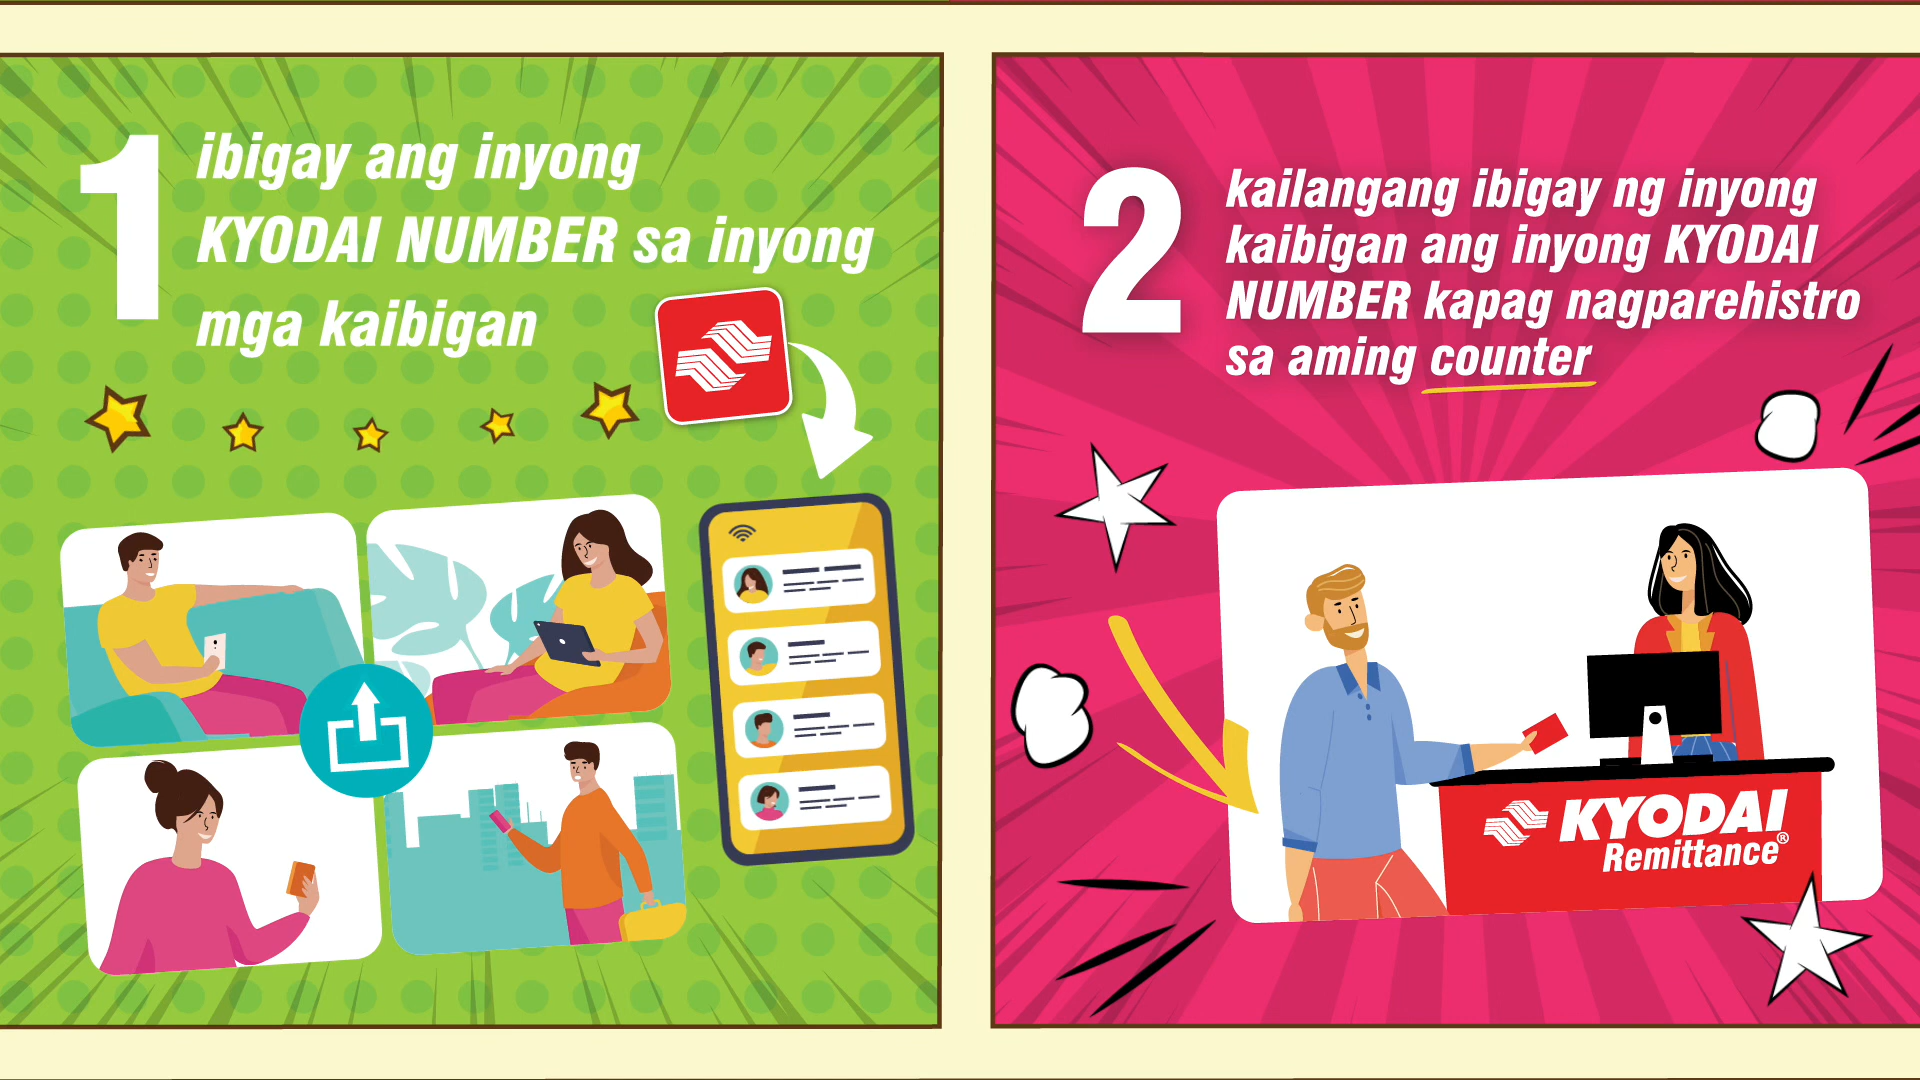 1
ibigay ang inyong
KYODAI NUMBER sa inyong
mga kaibigan
2
kailangang ibigay ng inyong
kaibigan ang inyong KYODAI
NUMBER kapag nagparehistro
sa aming counter
KYODAI®
Remittance